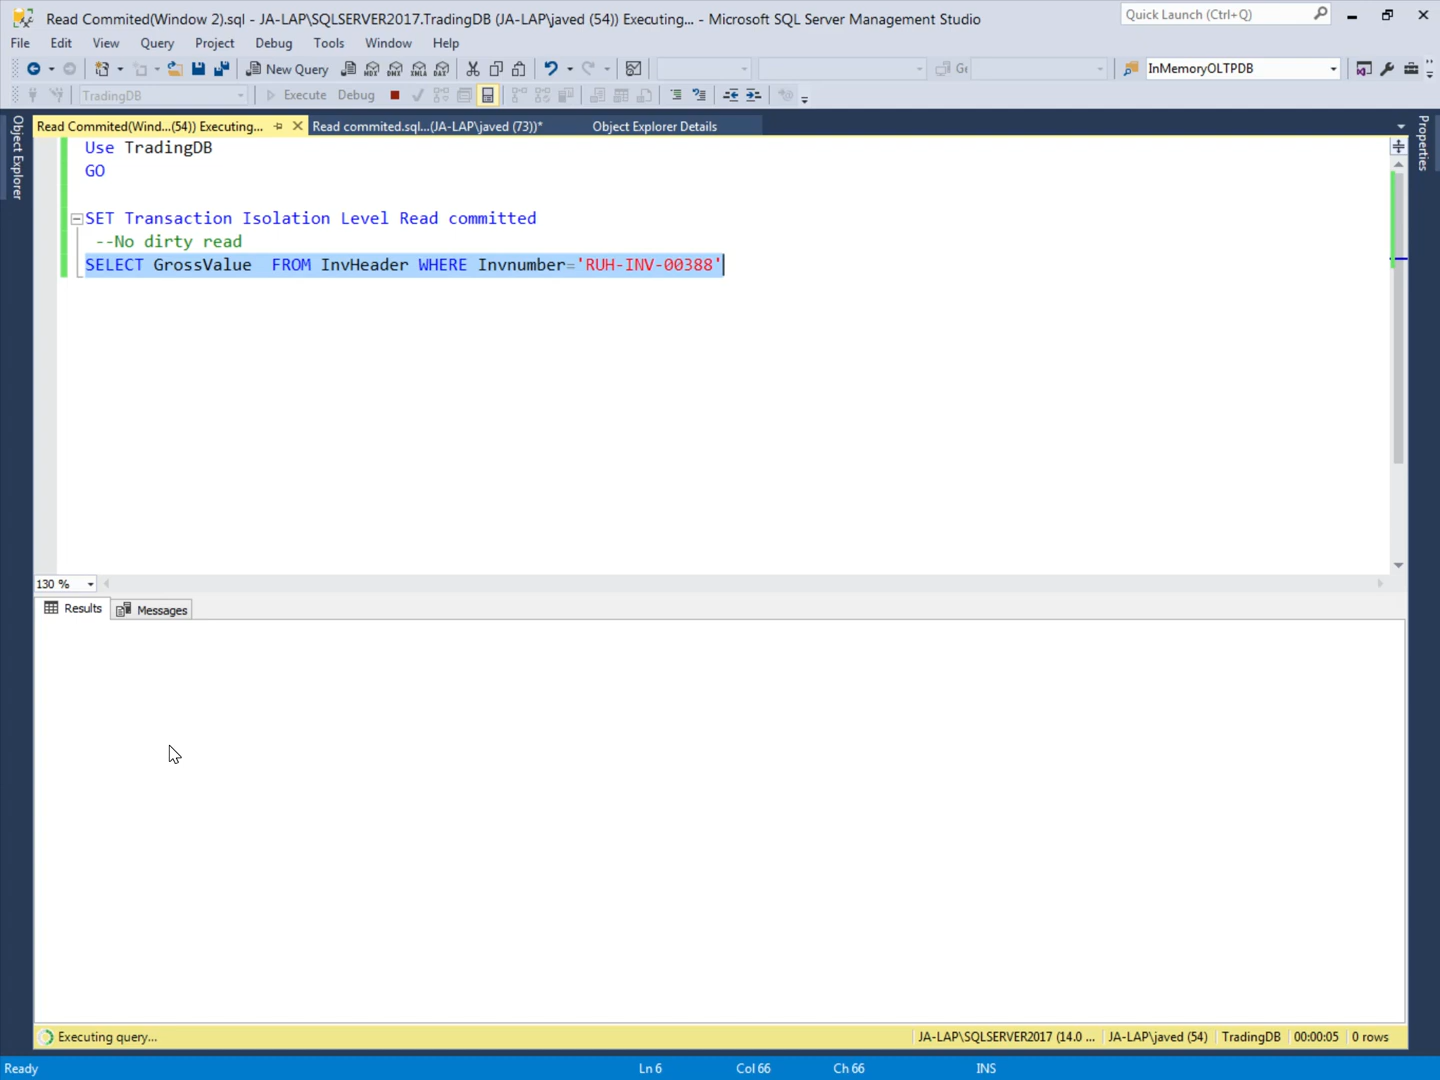 Read Commited(Window 2).sql - JA-LAP\SQLSERVER2017.TradingDB (JA-LAP\javed (54)) Executing... - Microsoft SQL Server Management Studio
Quick Launch (Ctrl+Q)
File Edit View Query Project Debug Tools Window Help
New Query
MDX DMX XMLA DAX
InMemoryOLTPDB
TradingDB
Execute Debug
Object Explorer
Read Commited(Wind...(54)) Executing...
Read commited.sql...(JA-LAP\javed (73))*
Object Explorer Details
Properties
Use TradingDB
GO
SET Transaction Isolation Level Read committed
--No dirty read
SELECT GrossValue FROM InvHeader WHERE Invnumber='RUH-INV-00388'
130 %
Results Messages
Executing query...
JA-LAP\SQLSERVER2017 (14.0 ...
JA-LAP\javed (54)
TradingDB
00:00:05
0 rows
Ready
Ln 6
Col 66
Ch 66
INS